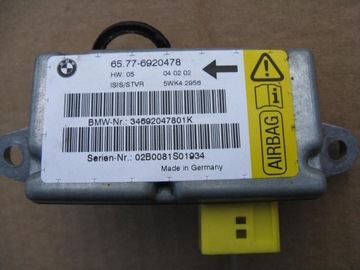 65.77-6920478
HW: 05 04 02 02
ISIS/STVR 5WK4 2956
BMW-Nr.: 34692047801K
Serien-Nr.: 02B0081S01934
Made in Germany
AIRBAG